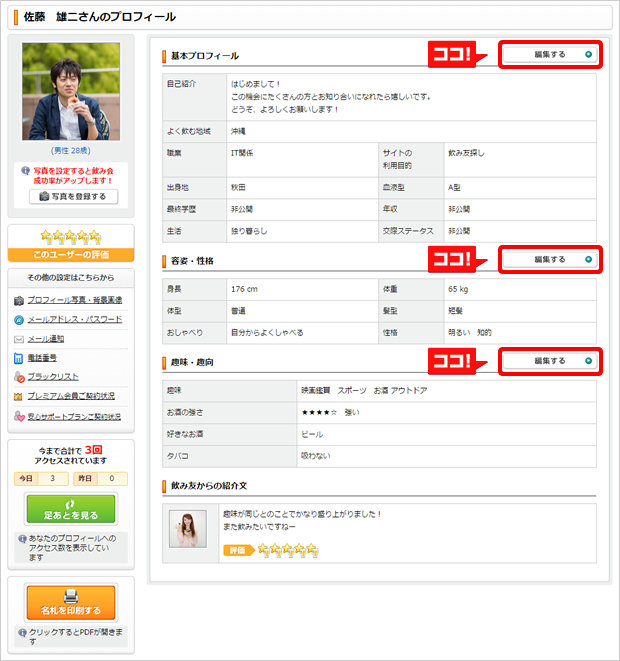 佐藤　雄二さんのプロフィール
(男性 28歳)
写真を設定すると飲み会
成功率がアップします！
写真を登録する
このユーザーの評価
その他の設定はこちらから
プロフィール写真・背景画像
メールアドレス・パスワード
メール通知
電話番号
ブラックリスト
プレミアム会員ご契約状況
安心サポートプランご契約状況
今まで合計で 3回
アクセスされています
今日 3 昨日 0
足あとを見る
あなたのプロフィールへの
アクセス数を表示してい
ます
名札を印刷する
クリックするとPDFが開きま
す
基本プロフィール ココ! 編集する
自己紹介 はじめまして！
この機会にたくさんの方とお知り合いになれたら嬉しいです。
どうぞ、よろしくお願いします！
よく飲む地域 沖縄
職業 IT関係 サイトの
利用目的 飲み友探し
出身地 秋田 血液型 A型
最終学歴 非公開 年収 非公開
生活 独り暮らし 交際ステータス 非公開
容姿・性格 ココ! 編集する
身長 176 cm 体重 65 kg
体型 普通 髪型 短髪
おしゃべり 自分からよくしゃべる 性格 明るい　知的
趣味・趣向 ココ! 編集する
趣味 映画鑑賞　スポーツ　お酒 アウトドア
お酒の強さ ★★★★☆　強い
好きなお酒 ビール
タバコ 吸わない
飲み友からの紹介文
趣味が同じとのことでかなり盛り上がりました！
また飲みたいですねー
評価